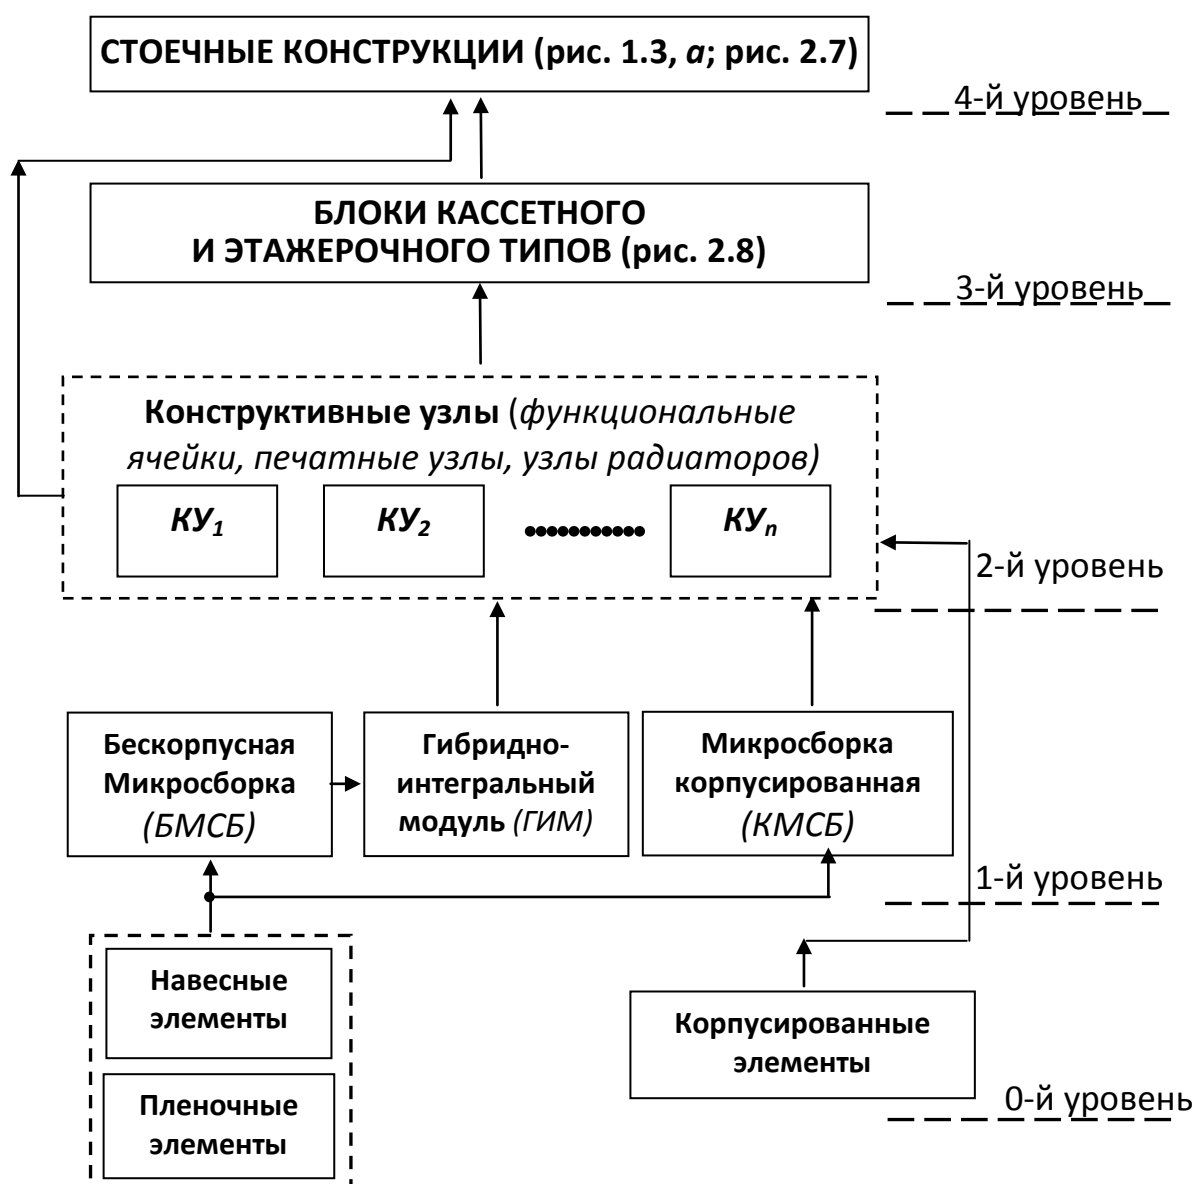 СТОЕЧНЫЕ КОНСТРУКЦИИ (рис. 1.3, а; рис. 2.7)
4-й уровень
БЛОКИ КАССЕТНОГО
И ЭТАЖЕРОЧНОГО ТИПОВ (рис. 2.8)
3-й уровень
Конструктивные узлы (функциональные
ячейки, печатные узлы, узлы радиаторов)
КУ1
КУ2
КУn
2-й уровень
Бескорпусная
Микросборка
(БМСБ)
Гибридно-
интегральный
модуль (ГИМ)
Микросборка
корпусированная
(КМСБ)
1-й уровень
Навесные
элементы
Корпусированные
элементы
Пленочные
элементы
0-й уровень